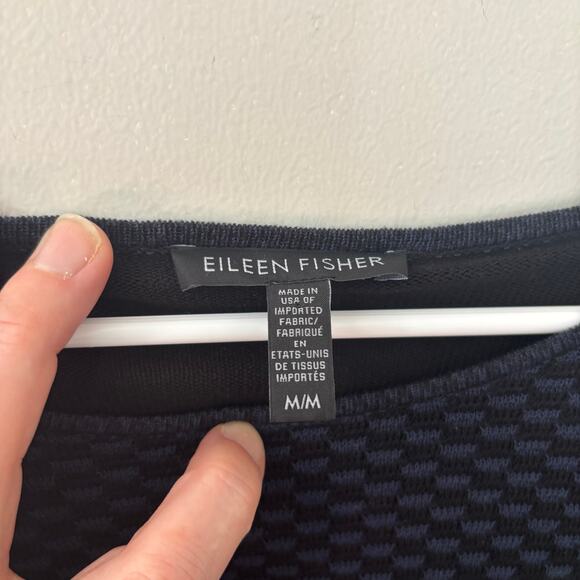 EILEEN FISHER
MADE IN
USA OF
IMPORTED
FABRIC/
FABRIQUÉ
EN
ETATS-UNIS
DE TISSUS
IMPORTÉS
M/M